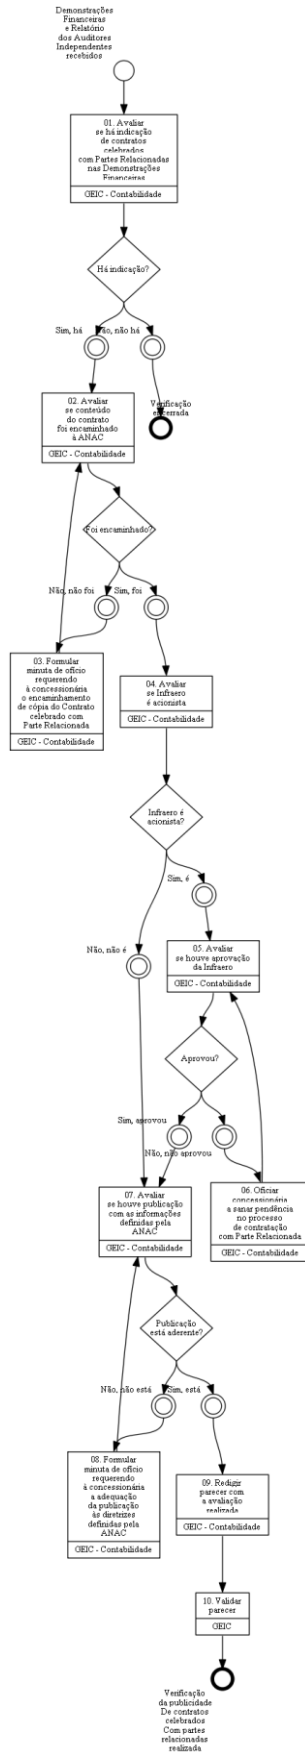 Demonstrações
Financeiras
e Relatório
dos Auditores
Independentes
recebidos
01. Avaliar
se há indicação
de contratos
celebrados
com Partes Relacionadas
nas Demonstrações
Financeiras
GEIC - Contabilidade
Há indicação?
Sim, há
Não, não há
Verificação
encerrada
02. Avaliar
se conteúdo
do contrato
foi encaminhado
à ANAC
GEIC - Contabilidade
Foi encaminhado?
Não, não foi
Sim, foi
03. Formular
minuta de ofício
requerendo
à concessionária
o encaminhamento
de cópia do Contrato
celebrado com
Parte Relacionada
GEIC - Contabilidade
04. Avaliar
se Infraero
é acionista
GEIC - Contabilidade
Infraero é
acionista?
Sim, é
Não, não é
05. Avaliar
se houve aprovação
da Infraero
GEIC - Contabilidade
Aprovou?
Sim, aprovou
Não, não aprovou
06. Oficiar
concessionária
a sanar pendência
no processo
de contratação
com Parte Relacionada
GEIC - Contabilidade
07. Avaliar
se houve publicação
com as informações
definidas pela
ANAC
GEIC - Contabilidade
Publicação
está aderente?
Não, não está
Sim, está
08. Formular
minuta de ofício
requerendo
à concessionária
a adequação
da publicação
às diretrizes
definidas pela
ANAC
GEIC - Contabilidade
09. Redigir
parecer com
a avaliação
realizada
GEIC - Contabilidade
10. Validar
parecer
GEIC
Verificação
da publicidade
De contratos
celebrados
Com partes
relacionadas
realizada